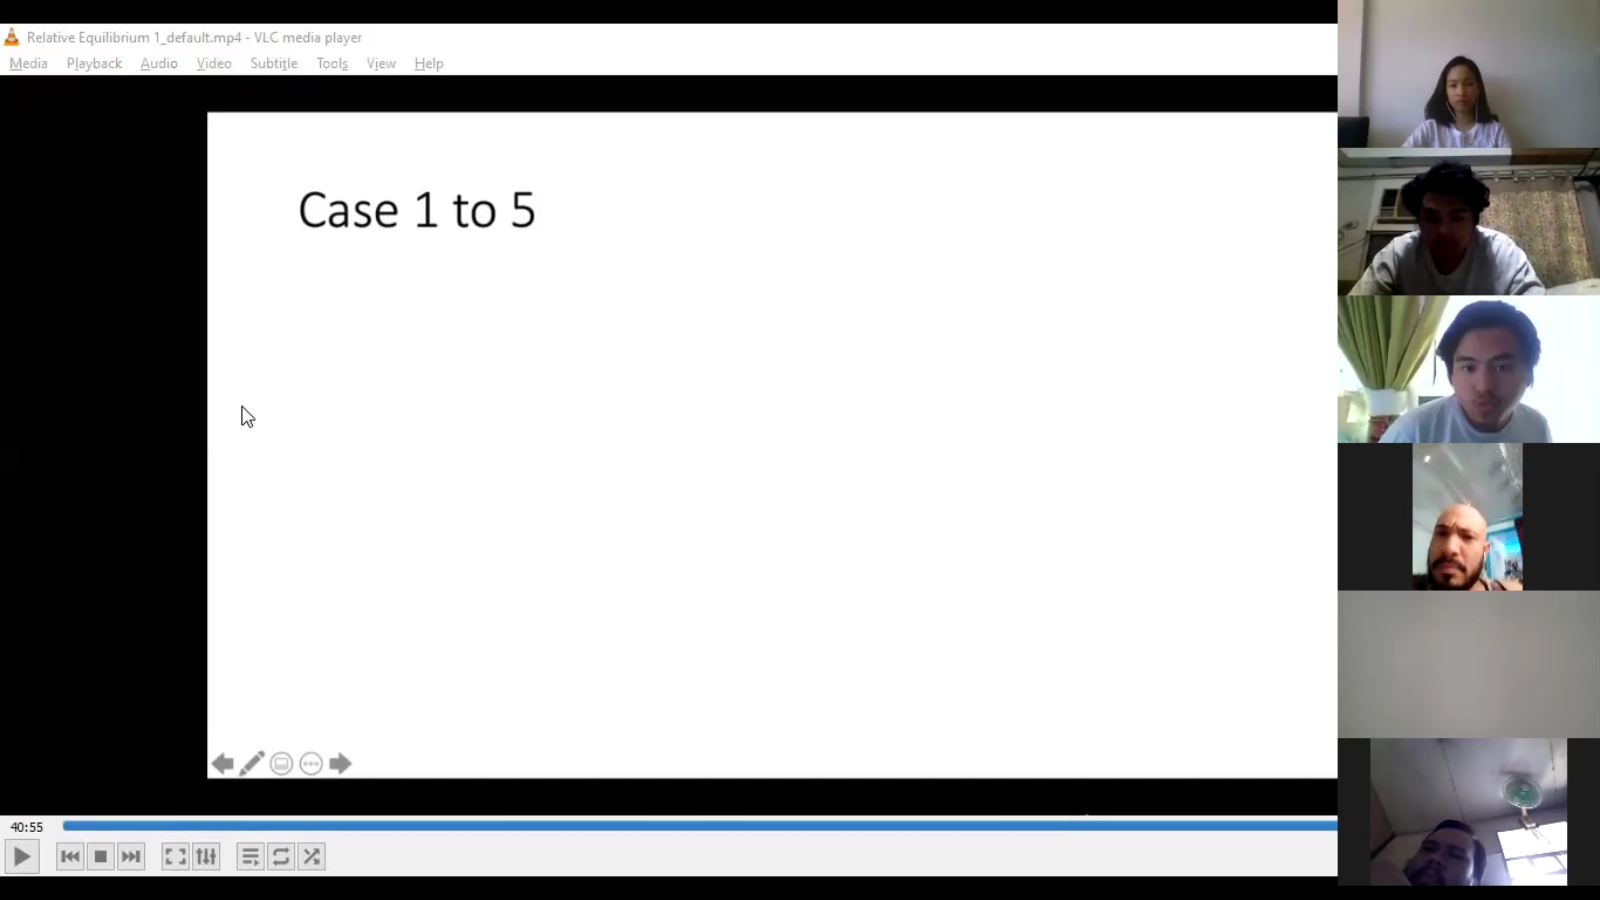 Relative Equilibrium 1_default.mp4 - VLC media player
Media Playback Audio Video Subtitle Tools View Help
Case 1 to 5
40:55